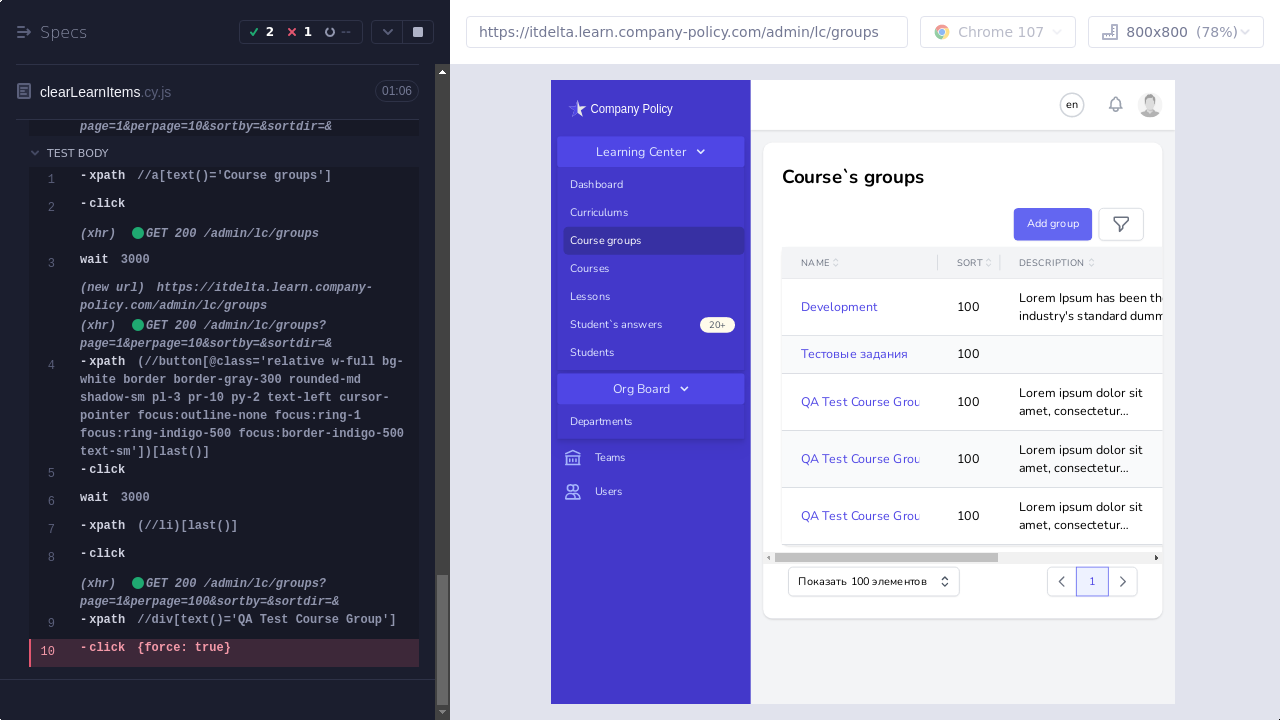 Specs
2
1
--
clearLearnItems.cy.js
01:06
page=1&perpage=10&sortby=&sortdir=&
TEST BODY
1 -xpath //a[text()='Course groups']
2 -click
(xhr) GET 200 /admin/lc/groups
3 wait 3000
(new url) https://itdelta.learn.company-
policy.com/admin/lc/groups
(xhr) GET 200 /admin/lc/groups?
page=1&perpage=10&sortby=&sortdir=&
4 -xpath (//button[@class='relative w-full bg-
white border border-gray-300 rounded-md
shadow-sm pl-3 pr-10 py-2 text-left cursor-
pointer focus:outline-none focus:ring-1
focus:ring-indigo-500 focus:border-indigo-500
text-sm'])[last()]
5 -click
6 wait 3000
7 -xpath (//li)[last()]
8 -click
(xhr) GET 200 /admin/lc/groups?
page=1&perpage=100&sortby=&sortdir=&
9 -xpath //div[text()='QA Test Course Group']
10 -click {force: true}
https://itdelta.learn.company-policy.com/admin/lc/groups
Chrome 107
800x800 (78%)
Company Policy
Learning Center
Dashboard
Curriculums
Course groups
Courses
Lessons
Student`s answers 20+
Students
Org Board
Departments
Teams
Users
en
Course`s groups
Add group
NAME SORT DESCRIPTION
Development 100 Lorem Ipsum has been th
industry's standard dumm
Тестовые задания 100
QA Test Course Grou 100 Lorem ipsum dolor sit
amet, consectetur...
QA Test Course Grou 100 Lorem ipsum dolor sit
amet, consectetur...
QA Test Course Grou 100 Lorem ipsum dolor sit
amet, consectetur...
Показать 100 элементов
1